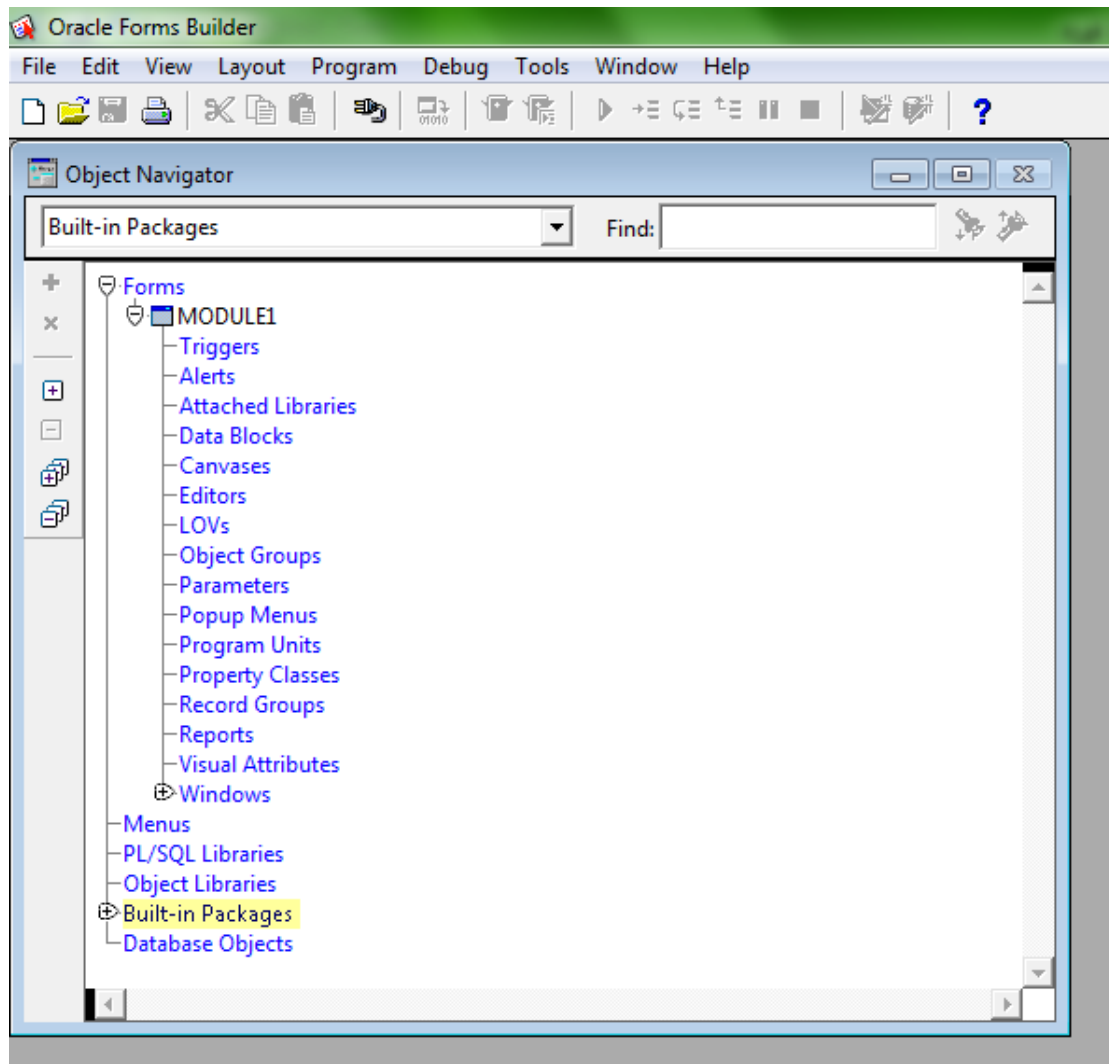 Oracle Forms Builder
File Edit View Layout Program Debug Tools Window Help
Object Navigator
Built-in Packages Find:
Forms
MODULE1
Triggers
Alerts
Attached Libraries
Data Blocks
Canvases
Editors
LOVs
Object Groups
Parameters
Popup Menus
Program Units
Property Classes
Record Groups
Reports
Visual Attributes
Windows
Menus
PL/SQL Libraries
Object Libraries
Built-in Packages
Database Objects